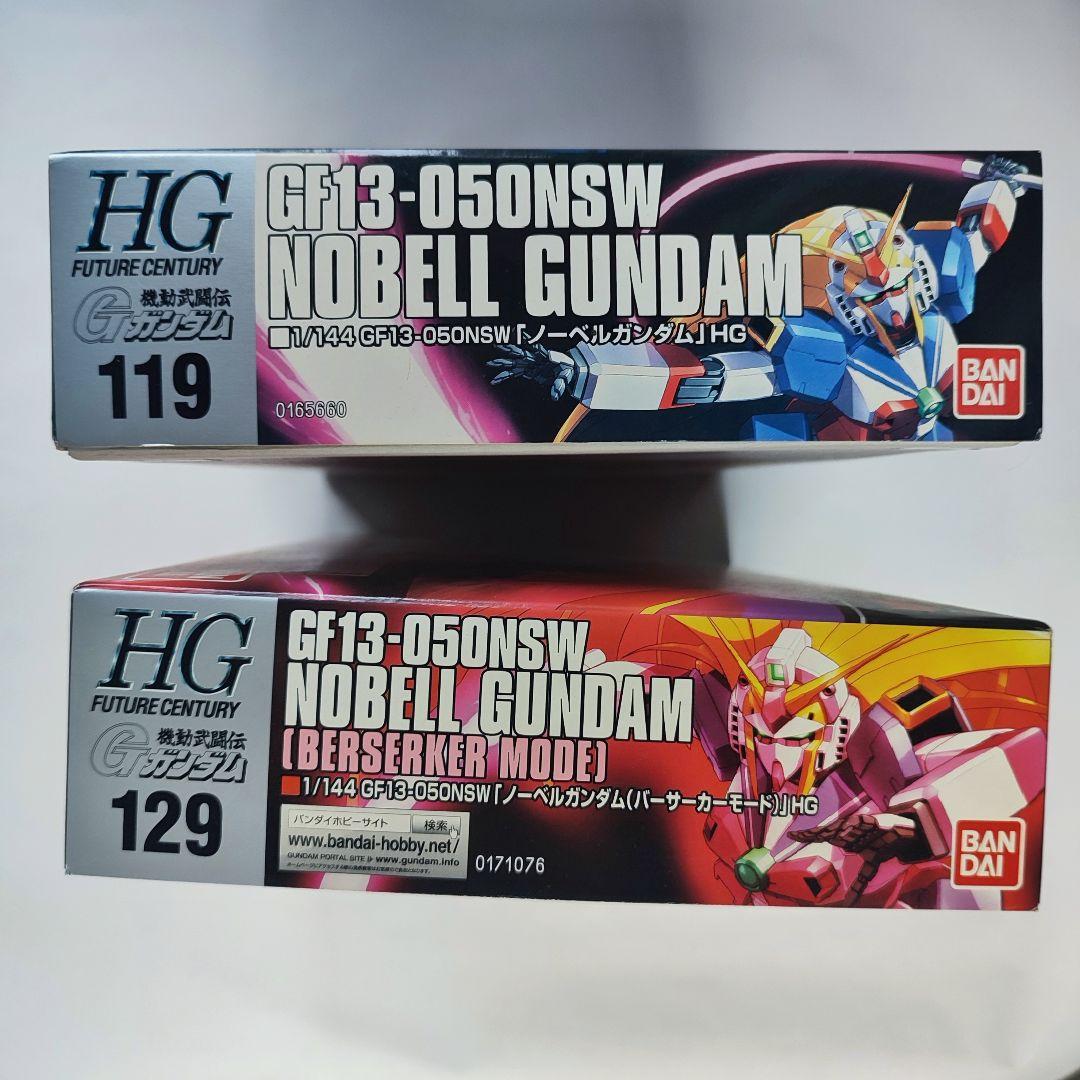 HG
FUTURE CENTURY
機動武闘伝
Gガンダム
119
GF13-050NSW
NOBELL GUNDAM
■1/144 GF13-050NSW「ノーベルガンダム」HG
0165660
BAN
DAI
HG
FUTURE CENTURY
機動武闘伝
Gガンダム
129
GF13-050NSW
NOBELL GUNDAM
(BERSERKER MODE)
■1/144 GF13-050NSW「ノーベルガンダム(バーサーカーモード)」HG
バンダイホビーサイト 検索
www.bandai-hobby.net/
GUNDAM PORTAL SITE www.gundam.info
0171076
BAN
DAI